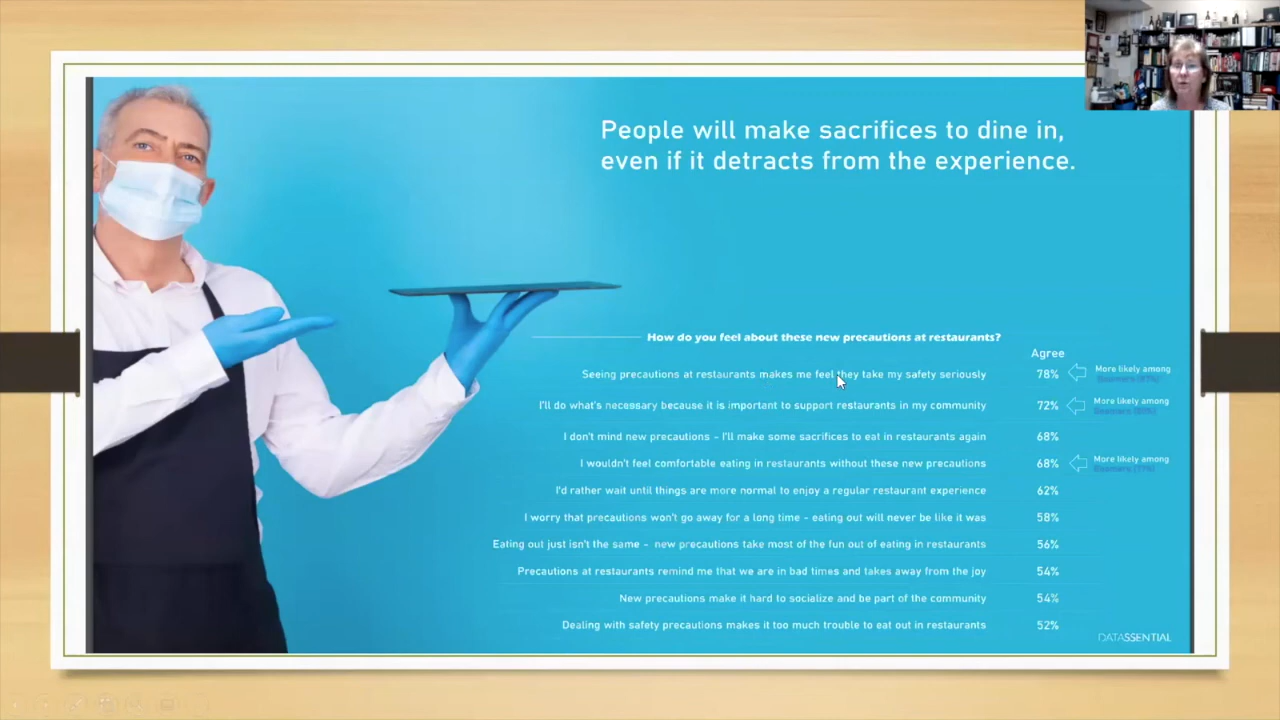 People will make sacrifices to dine in,
even if it detracts from the experience.
How do you feel about these new precautions at restaurants?
Agree
Seeing precautions at restaurants makes me feel they take my safety seriously 78% More likely among
Boomers
I'll do what's necessary because it is important to support restaurants in my community 72% More likely among
Boomers
I don't mind new precautions - I'll make some sacrifices to eat in restaurants again 68%
I wouldn't feel comfortable eating in restaurants without these new precautions 68% More likely among
Boomers
I'd rather wait until things are more normal to enjoy a regular restaurant experience 62%
I worry that precautions won't go away for a long time - eating out will never be like it was 58%
Eating out just isn't the same - new precautions take most of the fun out of eating in restaurants 56%
Precautions at restaurants remind me that we are in bad times and takes away from the joy 54%
New precautions make it hard to socialize and be part of the community 54%
Dealing with safety precautions makes it too much trouble to eat out in restaurants 52%
DATASSENTIAL